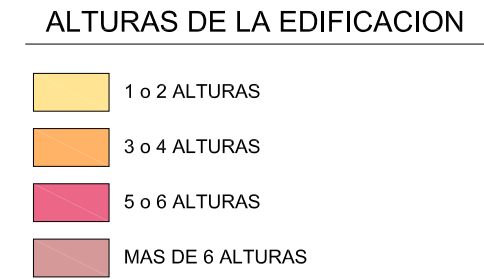 ALTURAS DE LA EDIFICACION
1 o 2 ALTURAS
3 o 4 ALTURAS
5 o 6 ALTURAS
MAS DE 6 ALTURAS